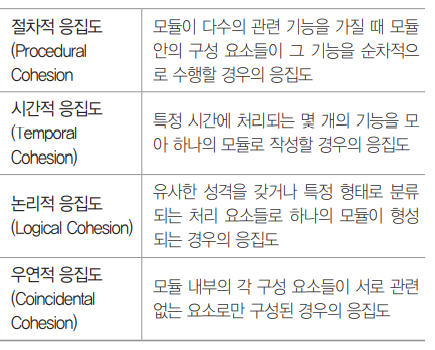 절차적 응집도
(Procedural
Cohesion
모듈이 다수의 관련 기능을 가질 때 모듈
안의 구성 요소들이 그 기능을 순차적으
로 수행할 경우의 응집도
시간적 응집도
(Temporal
Cohesion)
특정 시간에 처리되는 몇 개의 기능을 모
아 하나의 모듈로 작성할 경우의 응집도
논리적 응집도
(Logical Cohesion)
유사한 성격을 갖거나 특정 형태로 분류
되는 처리 요소들로 하나의 모듈이 형성
되는 경우의 응집도
우연적 응집도
(Coincidental
Cohesion)
모듈 내부의 각 구성 요소들이 서로 관련
없는 요소로만 구성된 경우의 응집도